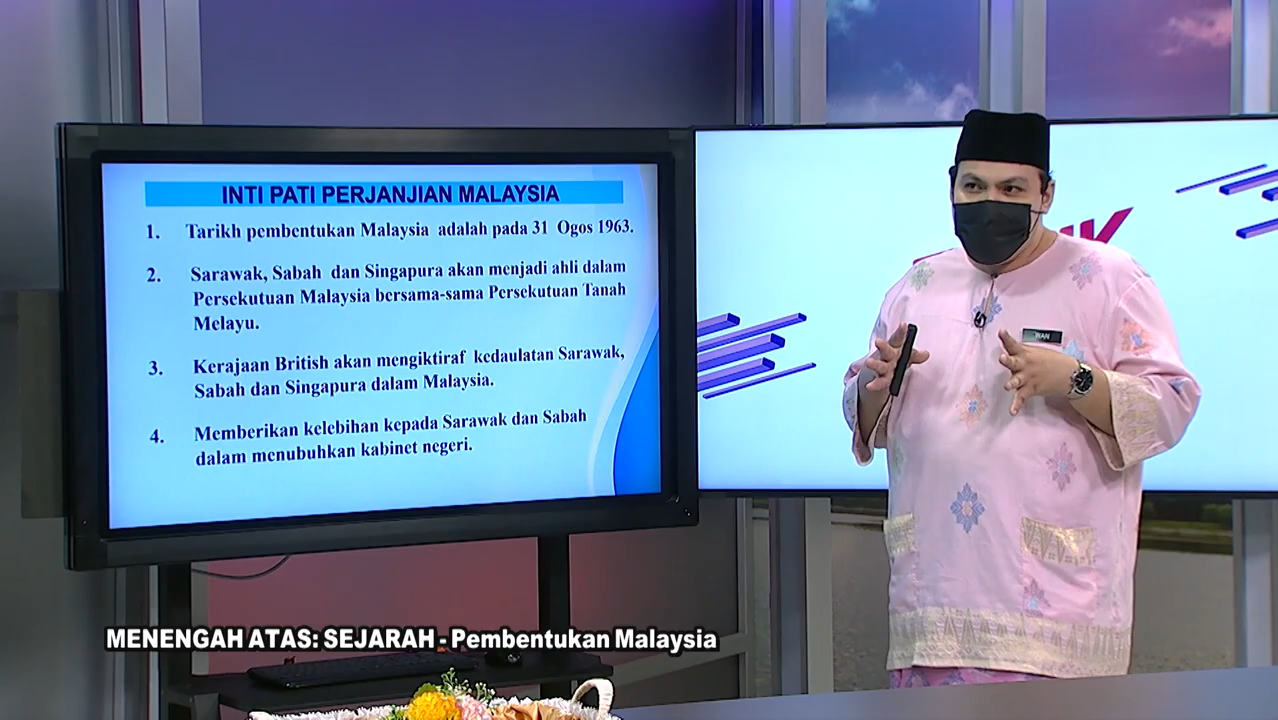 INTI PATI PERJANJIAN MALAYSIA
1. Tarikh pembentukan Malaysia adalah pada 31 Ogos 1963.
2. Sarawak, Sabah dan Singapura akan menjadi ahli dalam
Persekutuan Malaysia bersama-sama Persekutuan Tanah
Melayu.
3. Kerajaan British akan mengiktiraf kedaulatan Sarawak,
Sabah dan Singapura dalam Malaysia.
4. Memberikan kelebihan kepada Sarawak dan Sabah
dalam menubuhkan kabinet negeri.
WAN
MENENGAH ATAS: SEJARAH - Pembentukan Malaysia